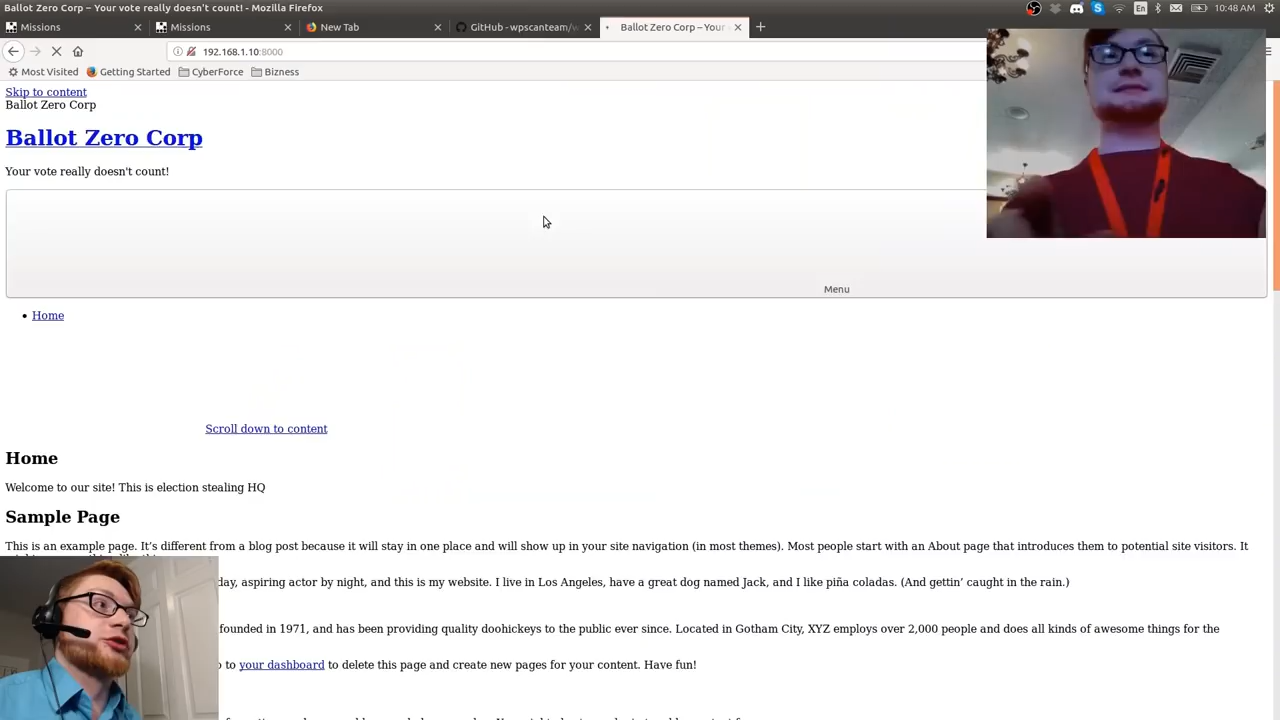 Ballot Zero Corp – Your vote really doesn't count! - Mozilla Firefox
En
10:48 AM
Missions
Missions
New Tab
GitHub - wpscanteam/
Ballot Zero Corp – Your
192.168.1.10:8000
Most Visited
Getting Started
CyberForce
Bizness
Skip to content
Ballot Zero Corp
Ballot Zero Corp
Your vote really doesn't count!
Menu
Home
Scroll down to content
Home
Welcome to our site! This is election stealing HQ
Sample Page
This is an example page. It's different from a blog post because it will stay in one place and will show up in your site navigation (in most themes). Most people start with an About page that introduces them to potential site visitors. It
day, aspiring actor by night, and this is my website. I live in Los Angeles, have a great dog named Jack, and I like piña coladas. (And gettin' caught in the rain.)
founded in 1971, and has been providing quality doohickeys to the public ever since. Located in Gotham City, XYZ employs over 2,000 people and does all kinds of awesome things for the
to your dashboard to delete this page and create new pages for your content. Have fun!